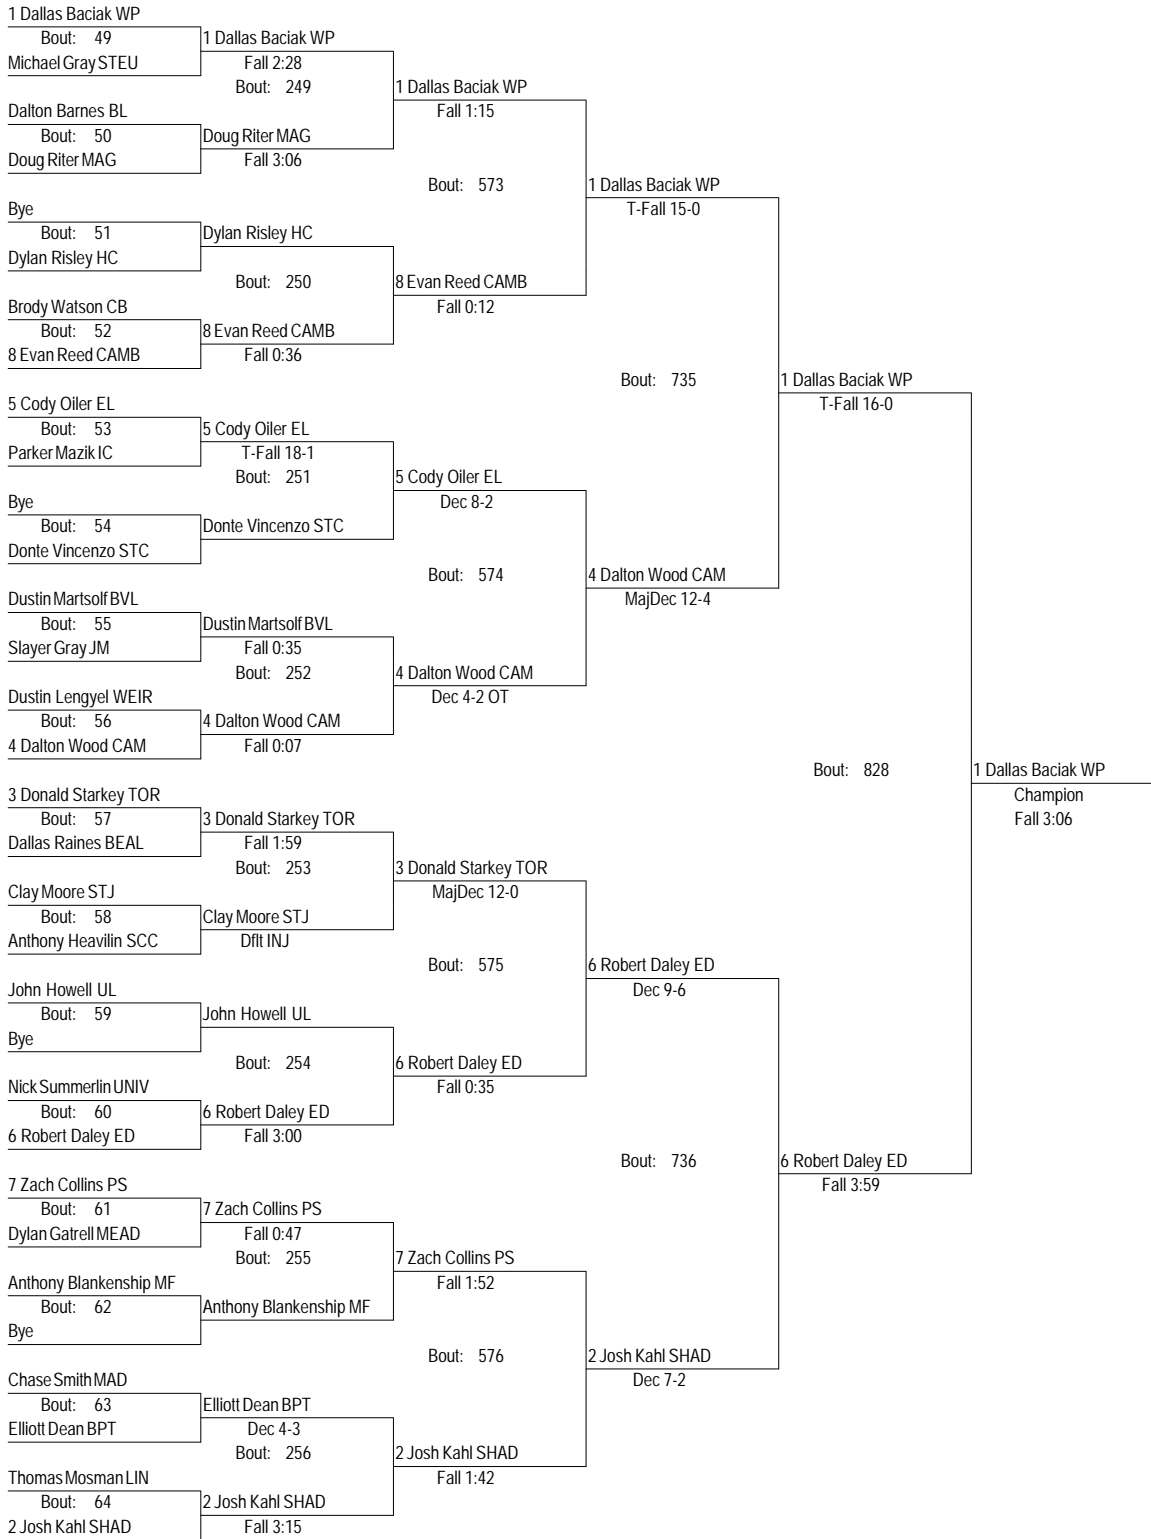 1 Dallas Baciak WP
Bout: 49
1 Dallas Baciak WP
Michael Gray STEU
Fall 2:28
Bout: 249
1 Dallas Baciak WP
Fall 1:15
Dalton Barnes BL
Bout: 50
Doug Riter MAG
Doug Riter MAG
Fall 3:06
Bout: 573
1 Dallas Baciak WP
T-Fall 15-0
Bye
Bout: 51
Dylan Risley HC
Dylan Risley HC
Bout: 250
8 Evan Reed CAMB
Fall 0:12
Brody Watson CB
Bout: 52
8 Evan Reed CAMB
8 Evan Reed CAMB
Fall 0:36
Bout: 735
1 Dallas Baciak WP
T-Fall 16-0
5 Cody Oiler EL
Bout: 53
5 Cody Oiler EL
Parker Mazik IC
T-Fall 18-1
Bout: 251
5 Cody Oiler EL
Dec 8-2
Bye
Bout: 54
Donte Vincenzo STC
Donte Vincenzo STC
Bout: 574
4 Dalton Wood CAM
MajDec 12-4
Dustin Martsolf BVL
Bout: 55
Dustin Martsolf BVL
Slayer Gray JM
Fall 0:35
Bout: 252
4 Dalton Wood CAM
Dec 4-2 OT
Dustin Lengyel WEIR
Bout: 56
4 Dalton Wood CAM
4 Dalton Wood CAM
Fall 0:07
Bout: 828
1 Dallas Baciak WP
Champion
Fall 3:06
3 Donald Starkey TOR
Bout: 57
3 Donald Starkey TOR
Dallas Raines BEAL
Fall 1:59
Bout: 253
3 Donald Starkey TOR
MajDec 12-0
Clay Moore STJ
Bout: 58
Clay Moore STJ
Anthony Heavilin SCC
Dflt INJ
Bout: 575
6 Robert Daley ED
Dec 9-6
John Howell UL
Bout: 59
John Howell UL
Bye
Bout: 254
6 Robert Daley ED
Fall 0:35
Nick Summerlin UNIV
Bout: 60
6 Robert Daley ED
6 Robert Daley ED
Fall 3:00
Bout: 736
6 Robert Daley ED
Fall 3:59
7 Zach Collins PS
Bout: 61
7 Zach Collins PS
Dylan Gatrell MEAD
Fall 0:47
Bout: 255
7 Zach Collins PS
Fall 1:52
Anthony Blankenship MF
Bout: 62
Anthony Blankenship MF
Bye
Bout: 576
2 Josh Kahl SHAD
Dec 7-2
Chase Smith MAD
Bout: 63
Elliott Dean BPT
Elliott Dean BPT
Dec 4-3
Bout: 256
2 Josh Kahl SHAD
Fall 1:42
Thomas Mosman LIN
Bout: 64
2 Josh Kahl SHAD
2 Josh Kahl SHAD
Fall 3:15